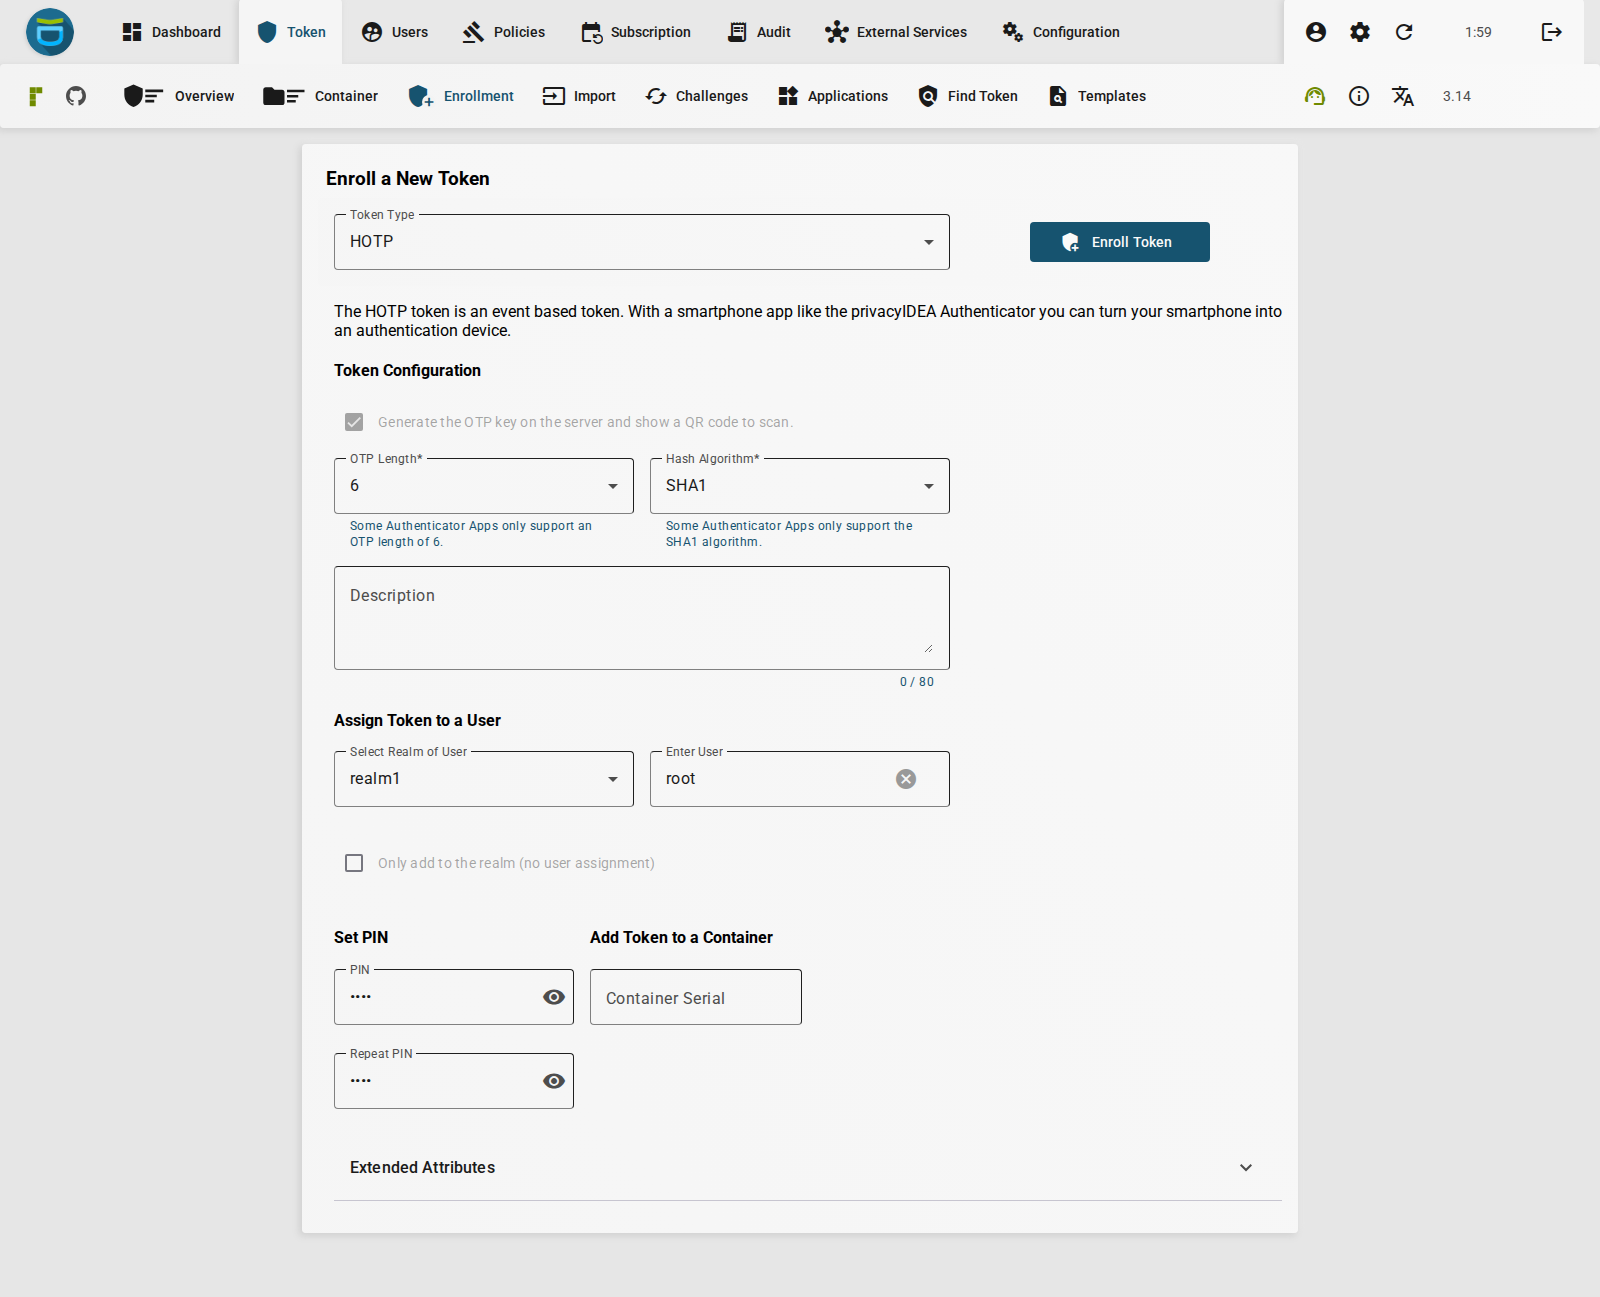 Dashboard
Token
Users
Policies
Subscription
Audit
External Services
Configuration
1:59
Overview
Container
Enrollment
Import
Challenges
Applications
Find Token
Templates
3.14
Enroll a New Token
Token Type
HOTP
Enroll Token
The HOTP token is an event based token. With a smartphone app like the privacyIDEA Authenticator you can turn your smartphone into
an authentication device.
Token Configuration
Generate the OTP key on the server and show a QR code to scan.
OTP Length*
6
Some Authenticator Apps only support an
OTP length of 6.
Hash Algorithm*
SHA1
Some Authenticator Apps only support the
SHA1 algorithm.
Description
0 / 80
Assign Token to a User
Select Realm of User
realm1
Enter User
root
Only add to the realm (no user assignment)
Set PIN
PIN
••••
Repeat PIN
••••
Add Token to a Container
Container Serial
Extended Attributes